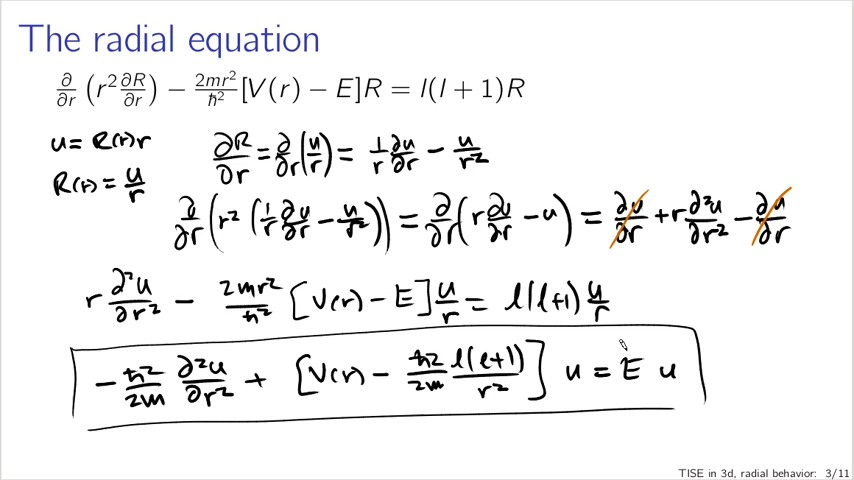 The radial equation
∂/∂r (r² ∂R/∂r) − 2mr²/ħ² [V(r) − E]R = l(l + 1)R
u = R(r) r
∂R/∂r = ∂/∂r (u/r) = 1/r ∂u/∂r − u/r²
R(r) = u/r
∂/∂r (r² (1/r ∂u/∂r − u/r²)) = ∂/∂r (r ∂u/∂r − u) = ∂u/∂r + r ∂²u/∂r² − ∂u/∂r
r ∂²u/∂r² − 2mr²/ħ² [V(r) − E] u/r = l(l+1) u/r
− ħ²/2m ∂²u/∂r² + [V(r) − ħ²/2m l(l+1)/r²] u = E u
TISE in 3d, radial behavior: 3/11